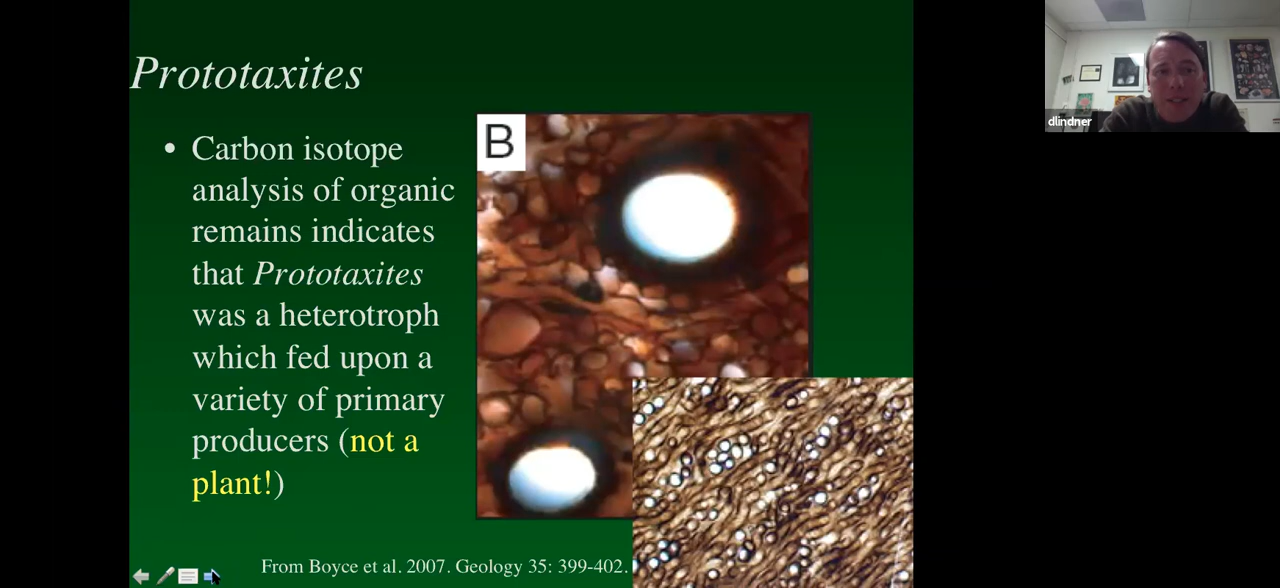 Prototaxites
• Carbon isotope
analysis of organic
remains indicates
that Prototaxites
was a heterotroph
which fed upon a
variety of primary
producers (not a
plant!)
B
From Boyce et al. 2007. Geology 35: 399-402.
dlindner